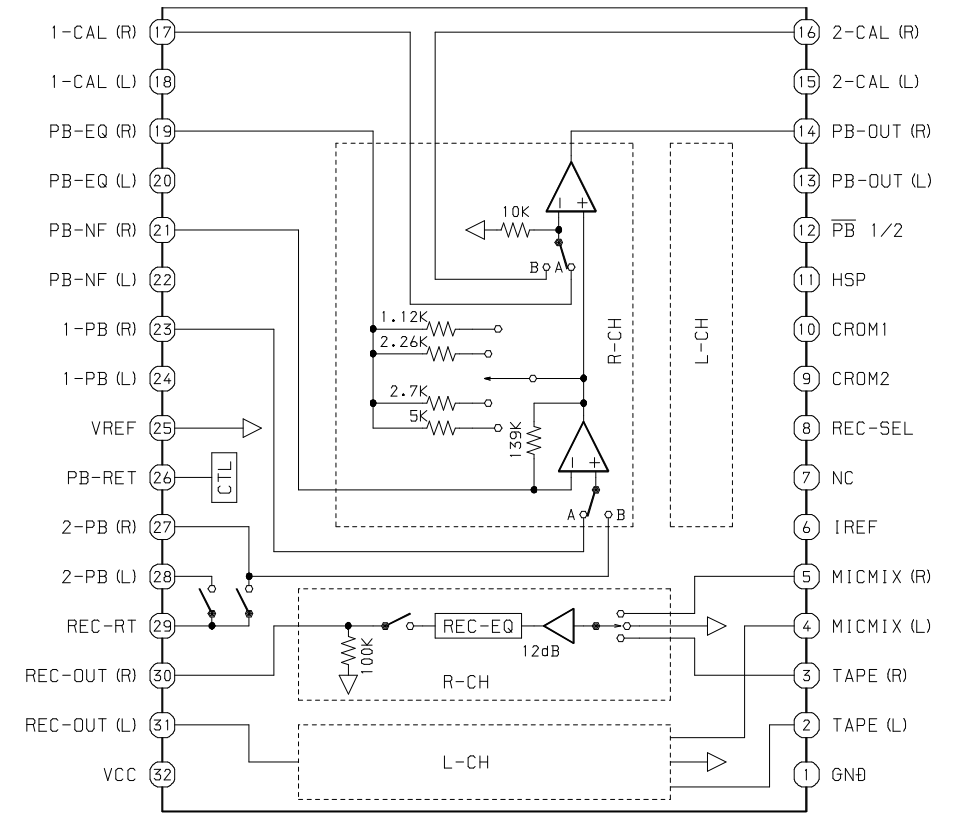 1-CAL (R) 17
1-CAL (L) 18
PB-EQ (R) 19
PB-EQ (L) 20
PB-NF (R) 21
PB-NF (L) 22
1-PB (R) 23
1-PB (L) 24
VREF 25
PB-RET 26
2-PB (R) 27
2-PB (L) 28
REC-RT 29
REC-OUT (R) 30
REC-OUT (L) 31
VCC 32
CTL
10K
B A
1.12K
2.26K
2.7K
5K
139K
- +
- +
A B
R-CH
L-CH
100K
REC-EQ
12dB
R-CH
L-CH
16 2-CAL (R)
15 2-CAL (L)
14 PB-OUT (R)
13 PB-OUT (L)
12 PB 1/2
11 HSP
10 CROM1
9 CROM2
8 REC-SEL
7 NC
6 IREF
5 MICMIX (R)
4 MICMIX (L)
3 TAPE (R)
2 TAPE (L)
1 GND